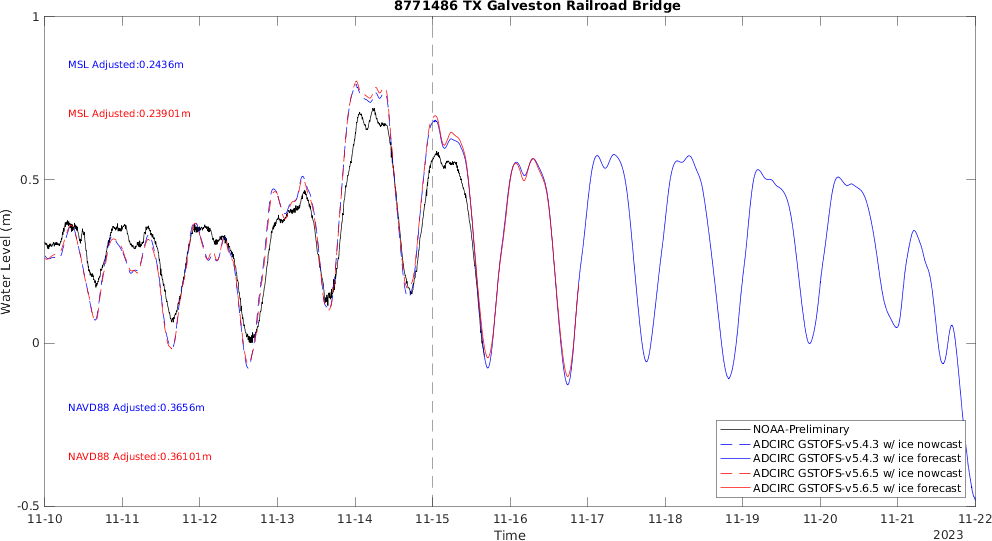 8771486 TX Galveston Railroad Bridge
1
MSL Adjusted:0.2436m
MSL Adjusted:0.23901m
0.5
Water Level (m)
0
NAVD88 Adjusted:0.3656m
NAVD88 Adjusted:0.36101m
NOAA-Preliminary
ADCIRC GSTOFS-v5.4.3 w/ ice nowcast
ADCIRC GSTOFS-v5.4.3 w/ ice forecast
ADCIRC GSTOFS-v5.6.5 w/ ice nowcast
ADCIRC GSTOFS-v5.6.5 w/ ice forecast
-0.5
11-10 11-11 11-12 11-13 11-14 11-15 11-16 11-17 11-18 11-19 11-20 11-21 11-22
Time
2023